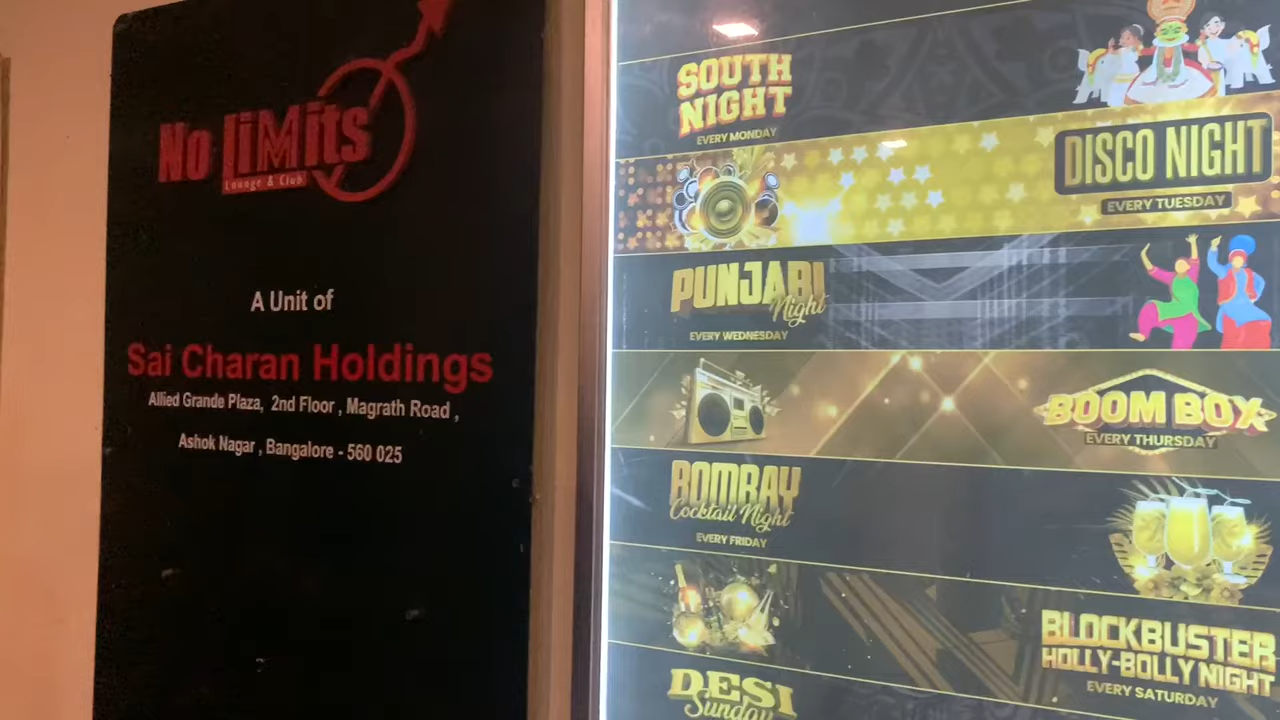 No LiMits
Lounge & Club
A Unit of
Sai Charan Holdings
Allied Grande Plaza, 2nd Floor , Magrath Road ,
Ashok Nagar , Bangalore - 560 025
SOUTH
NIGHT
EVERY MONDAY
DISCO NIGHT
EVERY TUESDAY
PUNJABI
Night
EVERY WEDNESDAY
BOOM BOX
EVERY THURSDAY
BOMBAY
Cocktail Night
EVERY FRIDAY
BLOCKBUSTER
HOLLY-BOLLY NIGHT
EVERY SATURDAY
DESI
Sunday